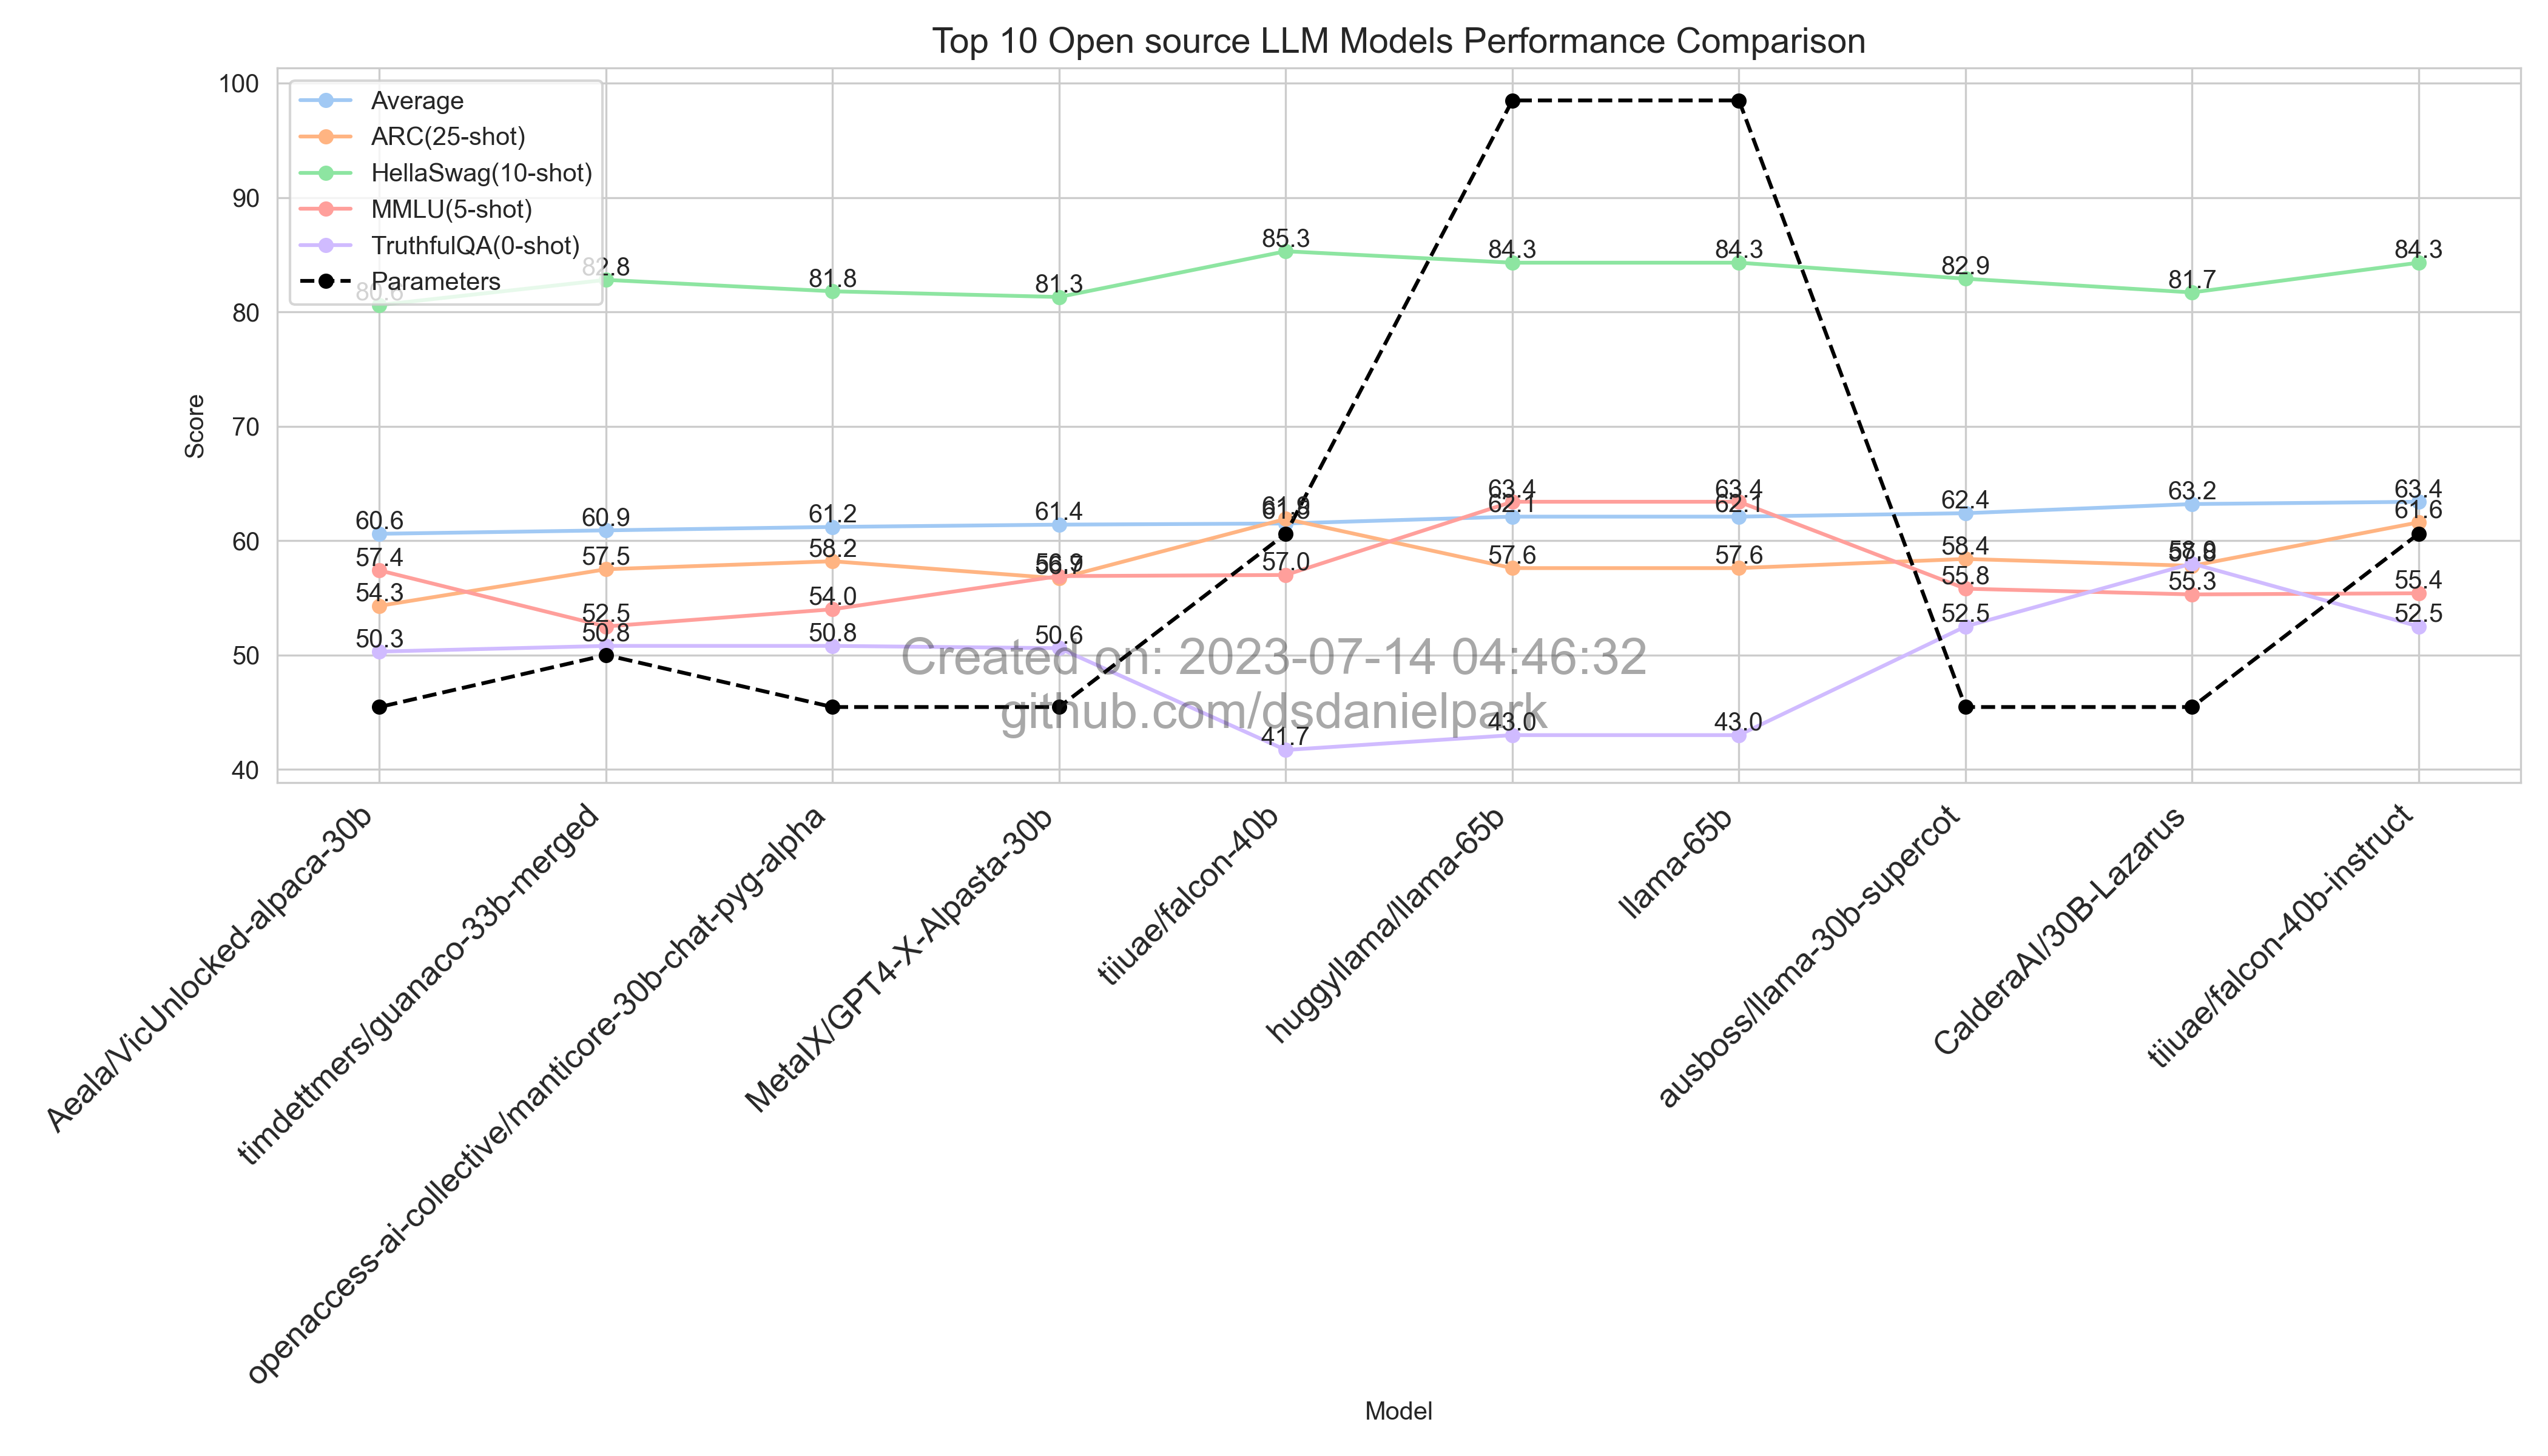 Top 10 Open source LLM Models Performance Comparison
100
90
80
70
60
50
40
Score
Average
ARC(25-shot)
HellaSwag(10-shot)
MMLU(5-shot)
TruthfulQA(0-shot)
Parameters
80.6
82.8
81.8
81.3
85.3
84.3
84.3
82.9
81.7
84.3
60.6
60.9
61.2
61.4
61.9
62.1
62.1
62.4
63.2
63.4
57.4
57.5
58.2
56.9
57.0
63.4
63.4
58.4
61.6
54.3
52.5
54.0
57.6
57.6
55.8
55.3
55.4
50.3
50.8
50.8
50.6
41.7
43.0
43.0
52.5
52.5
Created on: 2023-07-14 04:46:32
github.com/dsdanielpark
Aeala/VicUnlocked-alpaca-30b
timdettmers/guanaco-33b-merged
openaccess-ai-collective/manticore-30b-chat-pyg-alpha
MetaIX/GPT4-X-Alpasta-30b
tiiuae/falcon-40b
huggyllama/llama-65b
llama-65b
ausboss/llama-30b-supercot
CalderaAI/30B-Lazarus
tiiuae/falcon-40b-instruct
Model